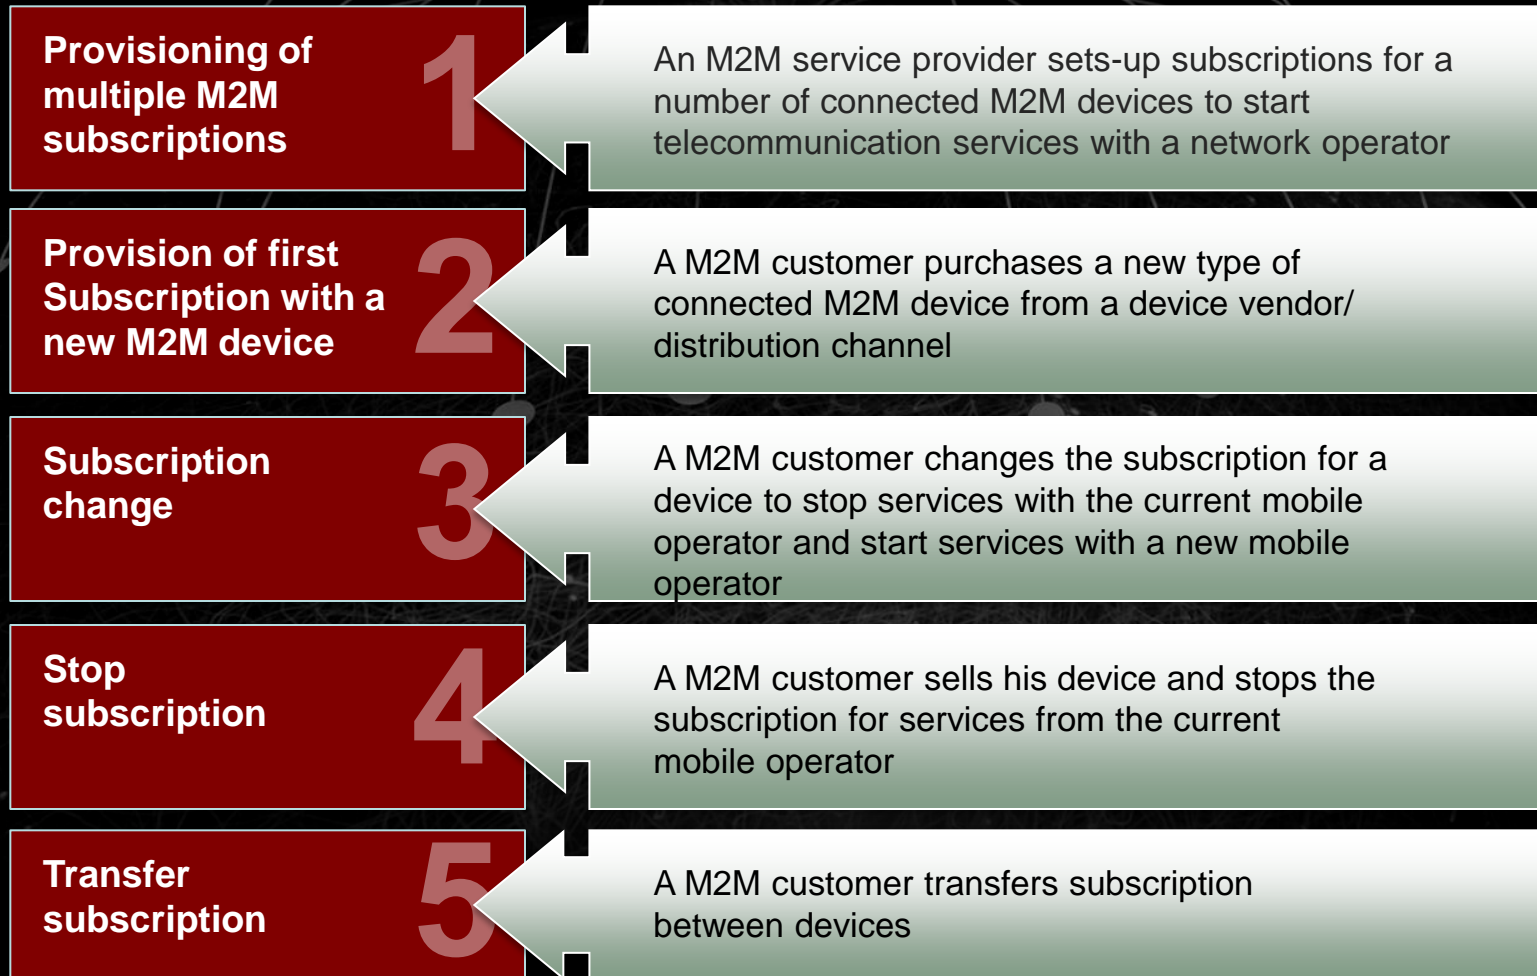 Provisioning of
multiple M2M
subscriptions
1
An M2M service provider sets-up subscriptions for a
number of connected M2M devices to start
telecommunication services with a network operator
Provision of first
Subscription with a
new M2M device
2
A M2M customer purchases a new type of
connected M2M device from a device vendor/
distribution channel
Subscription
change
3
A M2M customer changes the subscription for a
device to stop services with the current mobile
operator and start services with a new mobile
operator
Stop
subscription
4
A M2M customer sells his device and stops the
subscription for services from the current
mobile operator
Transfer
subscription
5
A M2M customer transfers subscription
between devices